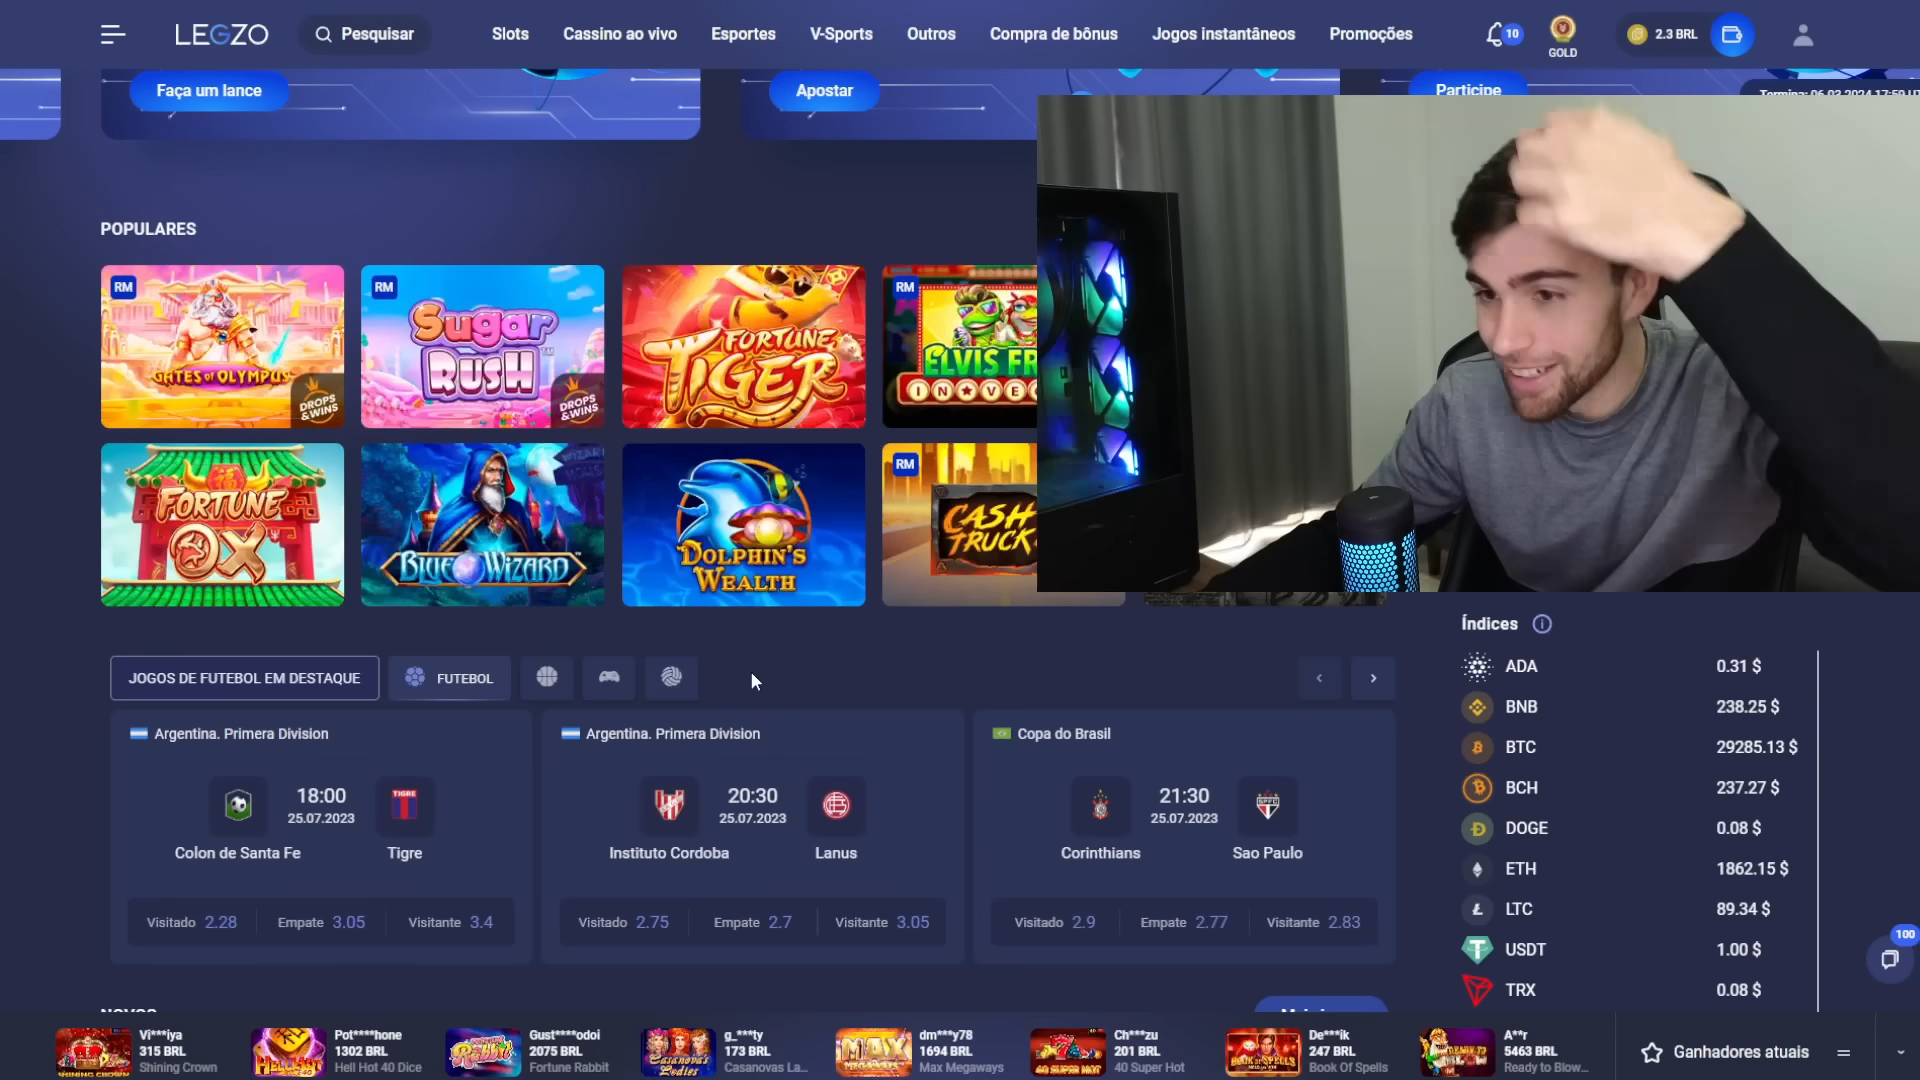 LEGZO
Pesquisar
Slots
Cassino ao vivo
Esportes
V-Sports
Outros
Compra de bônus
Jogos instantâneos
Promoções
10
GOLD
2.3 BRL
Faça um lance
Apostar
Participe
Termina: 06.03.2024 17:59
POPULARES
RM
GATES of OLYMPUS
DROPS & WINS
RM
Sugar RUSH
DROPS & WINS
FORTUNE TIGER
RM
ELVIS
FORTUNE OX
BLUE WIZARD
DOLPHIN'S WEALTH
RM
CASH TRUCK
Índices
ADA 0.31 $
BNB 238.25 $
BTC 29285.13 $
BCH 237.27 $
DOGE 0.08 $
ETH 1862.15 $
LTC 89.34 $
USDT 1.00 $
TRX 0.08 $
JOGOS DE FUTEBOL EM DESTAQUE
FUTEBOL
Argentina. Primera Division
18:00
25.07.2023
TIGRE
Colon de Santa Fe
Tigre
Visitado 2.28
Empate 3.05
Visitante 3.4
Argentina. Primera Division
20:30
25.07.2023
Instituto Cordoba
Lanus
Visitado 2.75
Empate 2.7
Visitante 3.05
Copa do Brasil
21:30
25.07.2023
SPFC
Corinthians
Sao Paulo
Visitado 2.9
Empate 2.77
Visitante 2.83
100
NOVOS
Vi***iya
315 BRL
Shining Crown
Pot****hone
1302 BRL
Hell Hot 40 Dice
Gust****odoi
2075 BRL
Fortune Rabbit
g_***ty
173 BRL
Casanovas La...
dm***y78
1694 BRL
Max Megaways
Ch***zu
201 BRL
40 Super Hot
De***ik
247 BRL
Book Of Spells
A**r
5463 BRL
Ready to Blow...
Ganhadores atuais